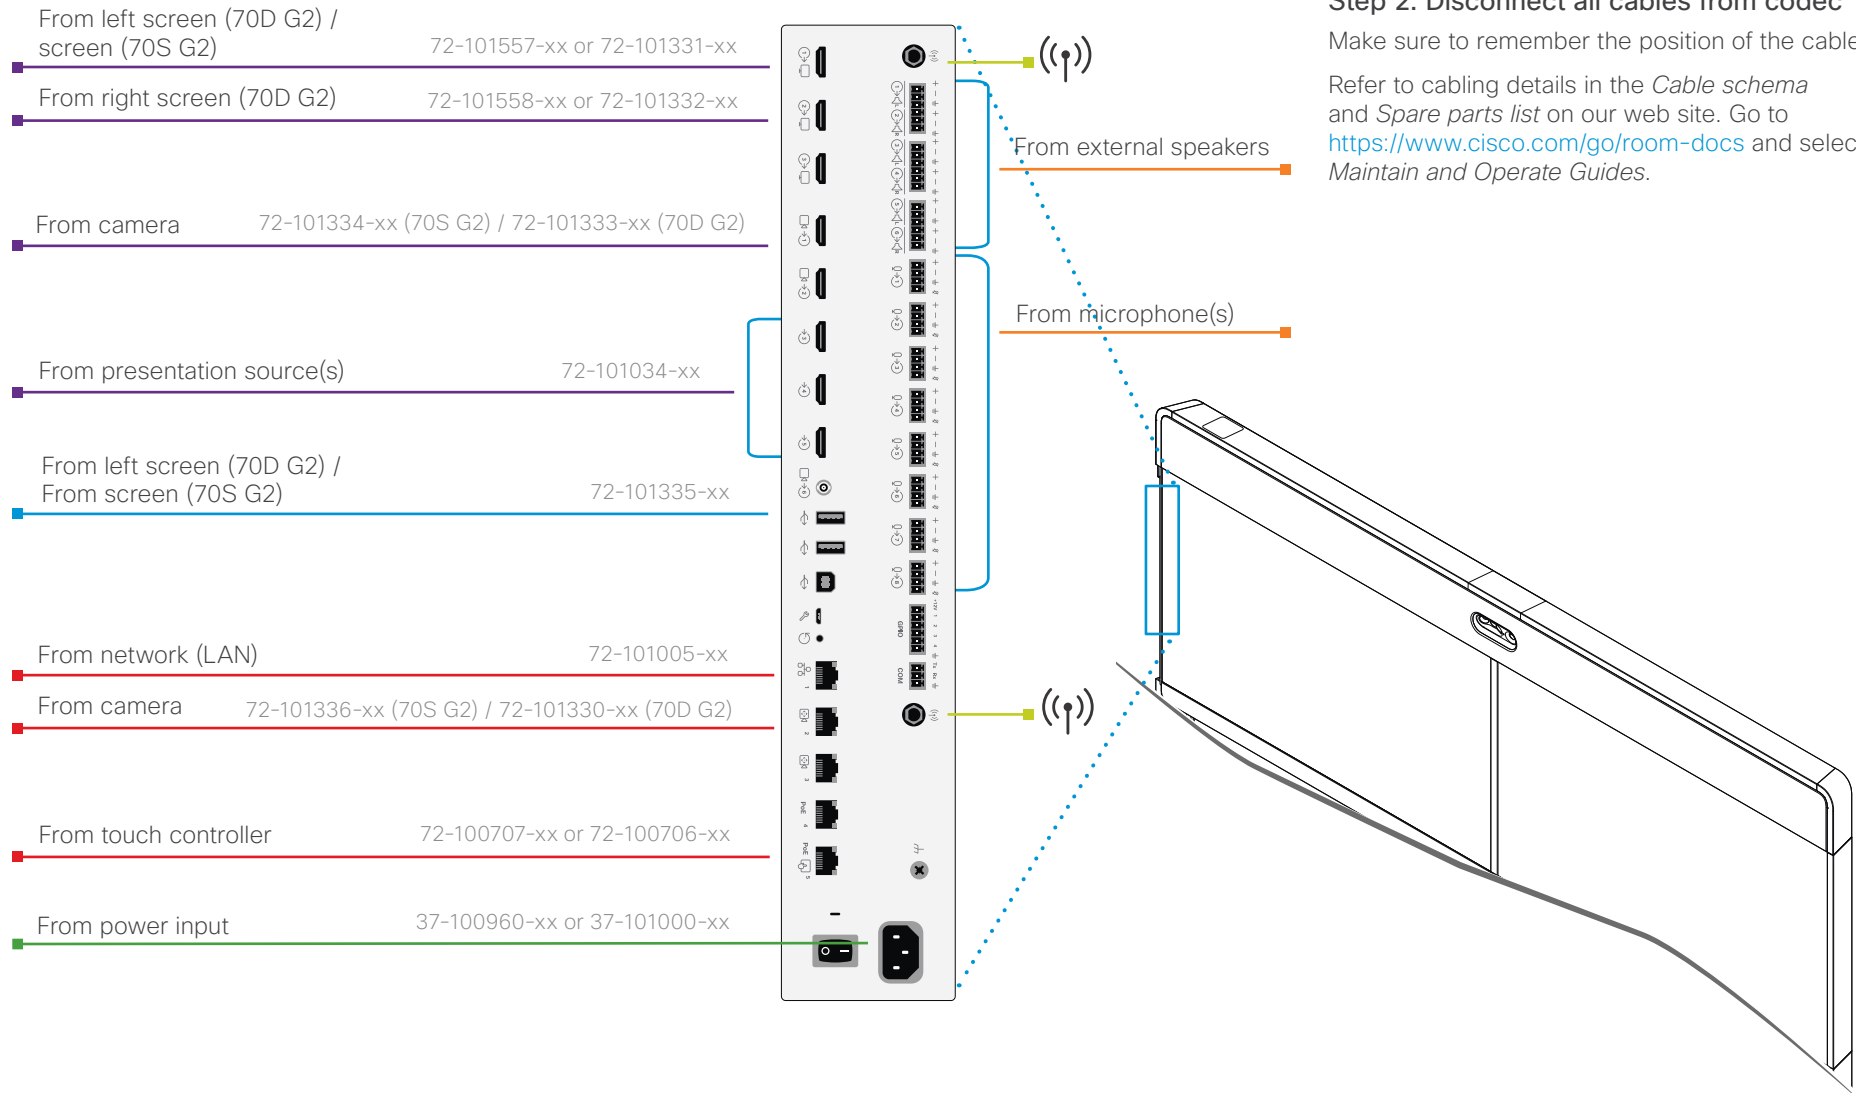 From left screen (70D G2) /
screen (70S G2)
72-101557-xx or 72-101331-xx
From right screen (70D G2)
72-101558-xx or 72-101332-xx
From camera
72-101334-xx (70S G2) / 72-101333-xx (70D G2)
From presentation source(s)
72-101034-xx
From left screen (70D G2) /
From screen (70S G2)
72-101335-xx
From network (LAN)
72-101005-xx
From camera
72-101336-xx (70S G2) / 72-101330-xx (70D G2)
From touch controller
72-100707-xx or 72-100706-xx
From power input
37-100960-xx or 37-101000-xx
GPIO
COM
PoE
PoE
From external speakers
From microphone(s)
Step 2. Disconnect all cables from codec
Make sure to remember the position of the cable
Refer to cabling details in the Cable schema
and Spare parts list on our web site. Go to
https://www.cisco.com/go/room-docs and selec
Maintain and Operate Guides.